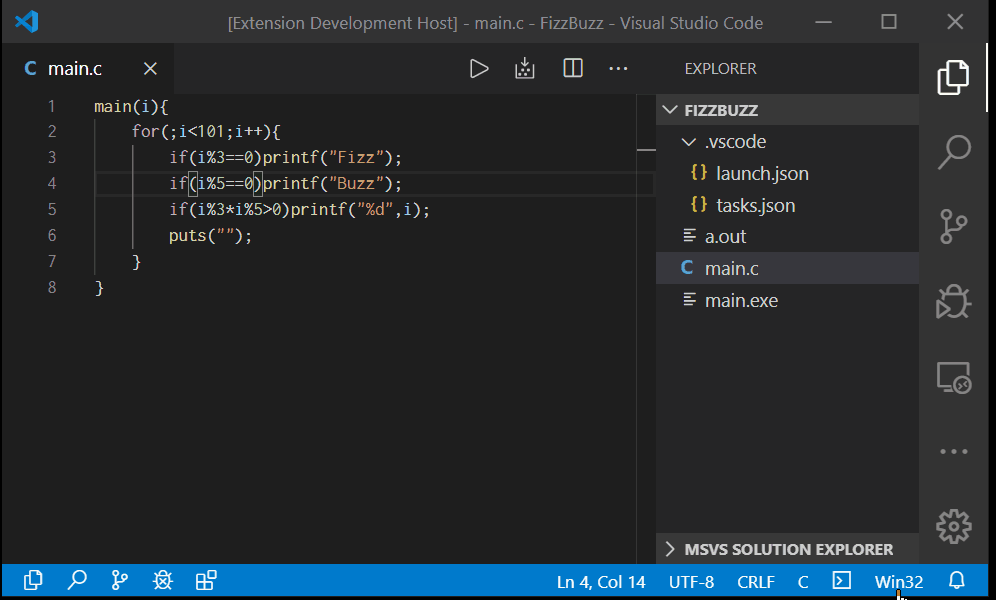 [Extension Development Host] - main.c - FizzBuzz - Visual Studio Code
C main.c
EXPLORER
1 main(i){
2 for(;i<101;i++){
3 if(i%3==0)printf("Fizz");
4 if(i%5==0)printf("Buzz");
5 if(i%3*i%5>0)printf("%d",i);
6 puts("");
7 }
8 }
FIZZBUZZ
.vscode
{} launch.json
{} tasks.json
a.out
C main.c
main.exe
MSVS SOLUTION EXPLORER
Ln 4, Col 14 UTF-8 CRLF C Win32